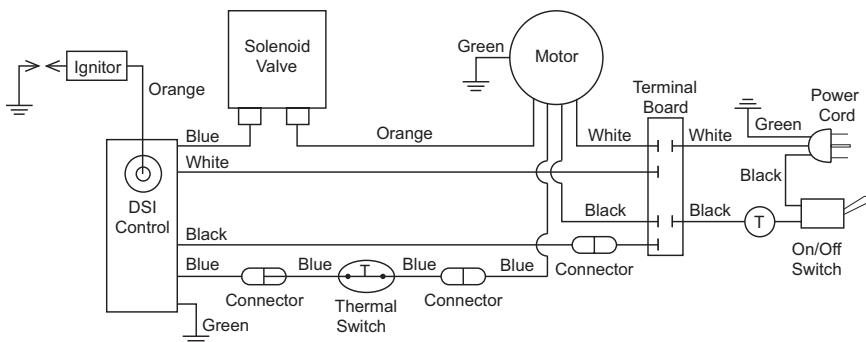 Solenoid
Valve
Green
Motor
Ignitor
Orange
Terminal
Board
Power
Cord
Green
Blue
Orange
White
White
White
Black
DSI
Control
Black
Black
T
Black
On/Off
Switch
Blue
Blue
T
Blue
Blue
Connector
Connector
Thermal
Switch
Connector
Green